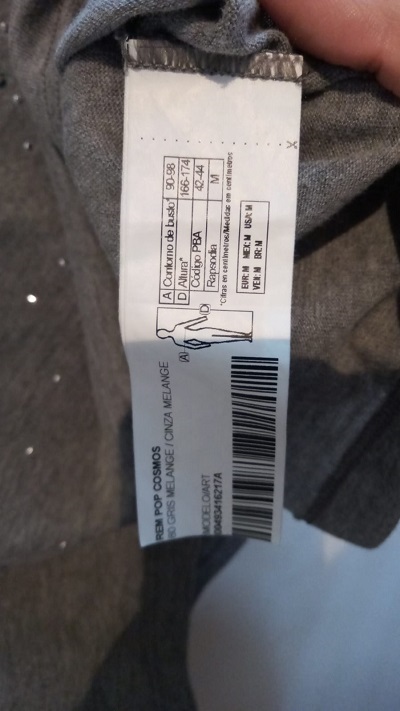 A Contorno de busto* 90-98
D Altura* 166-174
Código PBA 42-44
Rapsodia M
*Cifras en centímetros/Medidas em centímetros
EUR: M MEX: M USA: M
VEN: M BR: M
(A)
(D)
REM POP COSMOS
80 GRIS MELANGE / CINZA MELANGE
MODELO/ART
X